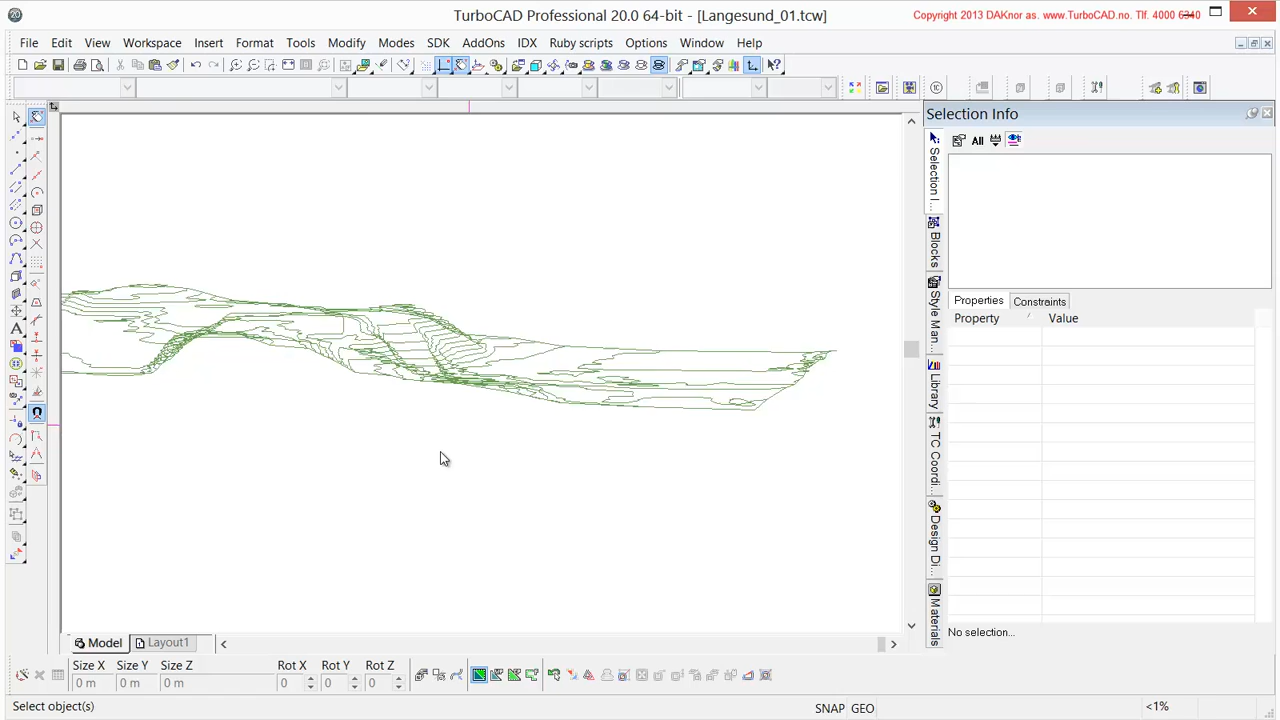 TurboCAD Professional 20.0 64-bit - [Langesund_01.tcw]
Copyright 2013 DAKnor as. www.TurboCAD.no. Tlf. 4000 6340
File Edit View Workspace Insert Format Tools Modify Modes SDK AddOns IDX Ruby scripts Options Window Help
Selection Info
All
Selection I...
Blocks
Style Man...
Library
TC Coordi...
Design Di...
Materials
Properties Constraints
Property Value
No selection...
Model Layout1
Size X Size Y Size Z Rot X Rot Y Rot Z
0 m 0 m 0 m 0 0 0
Select object(s) SNAP GEO <1%